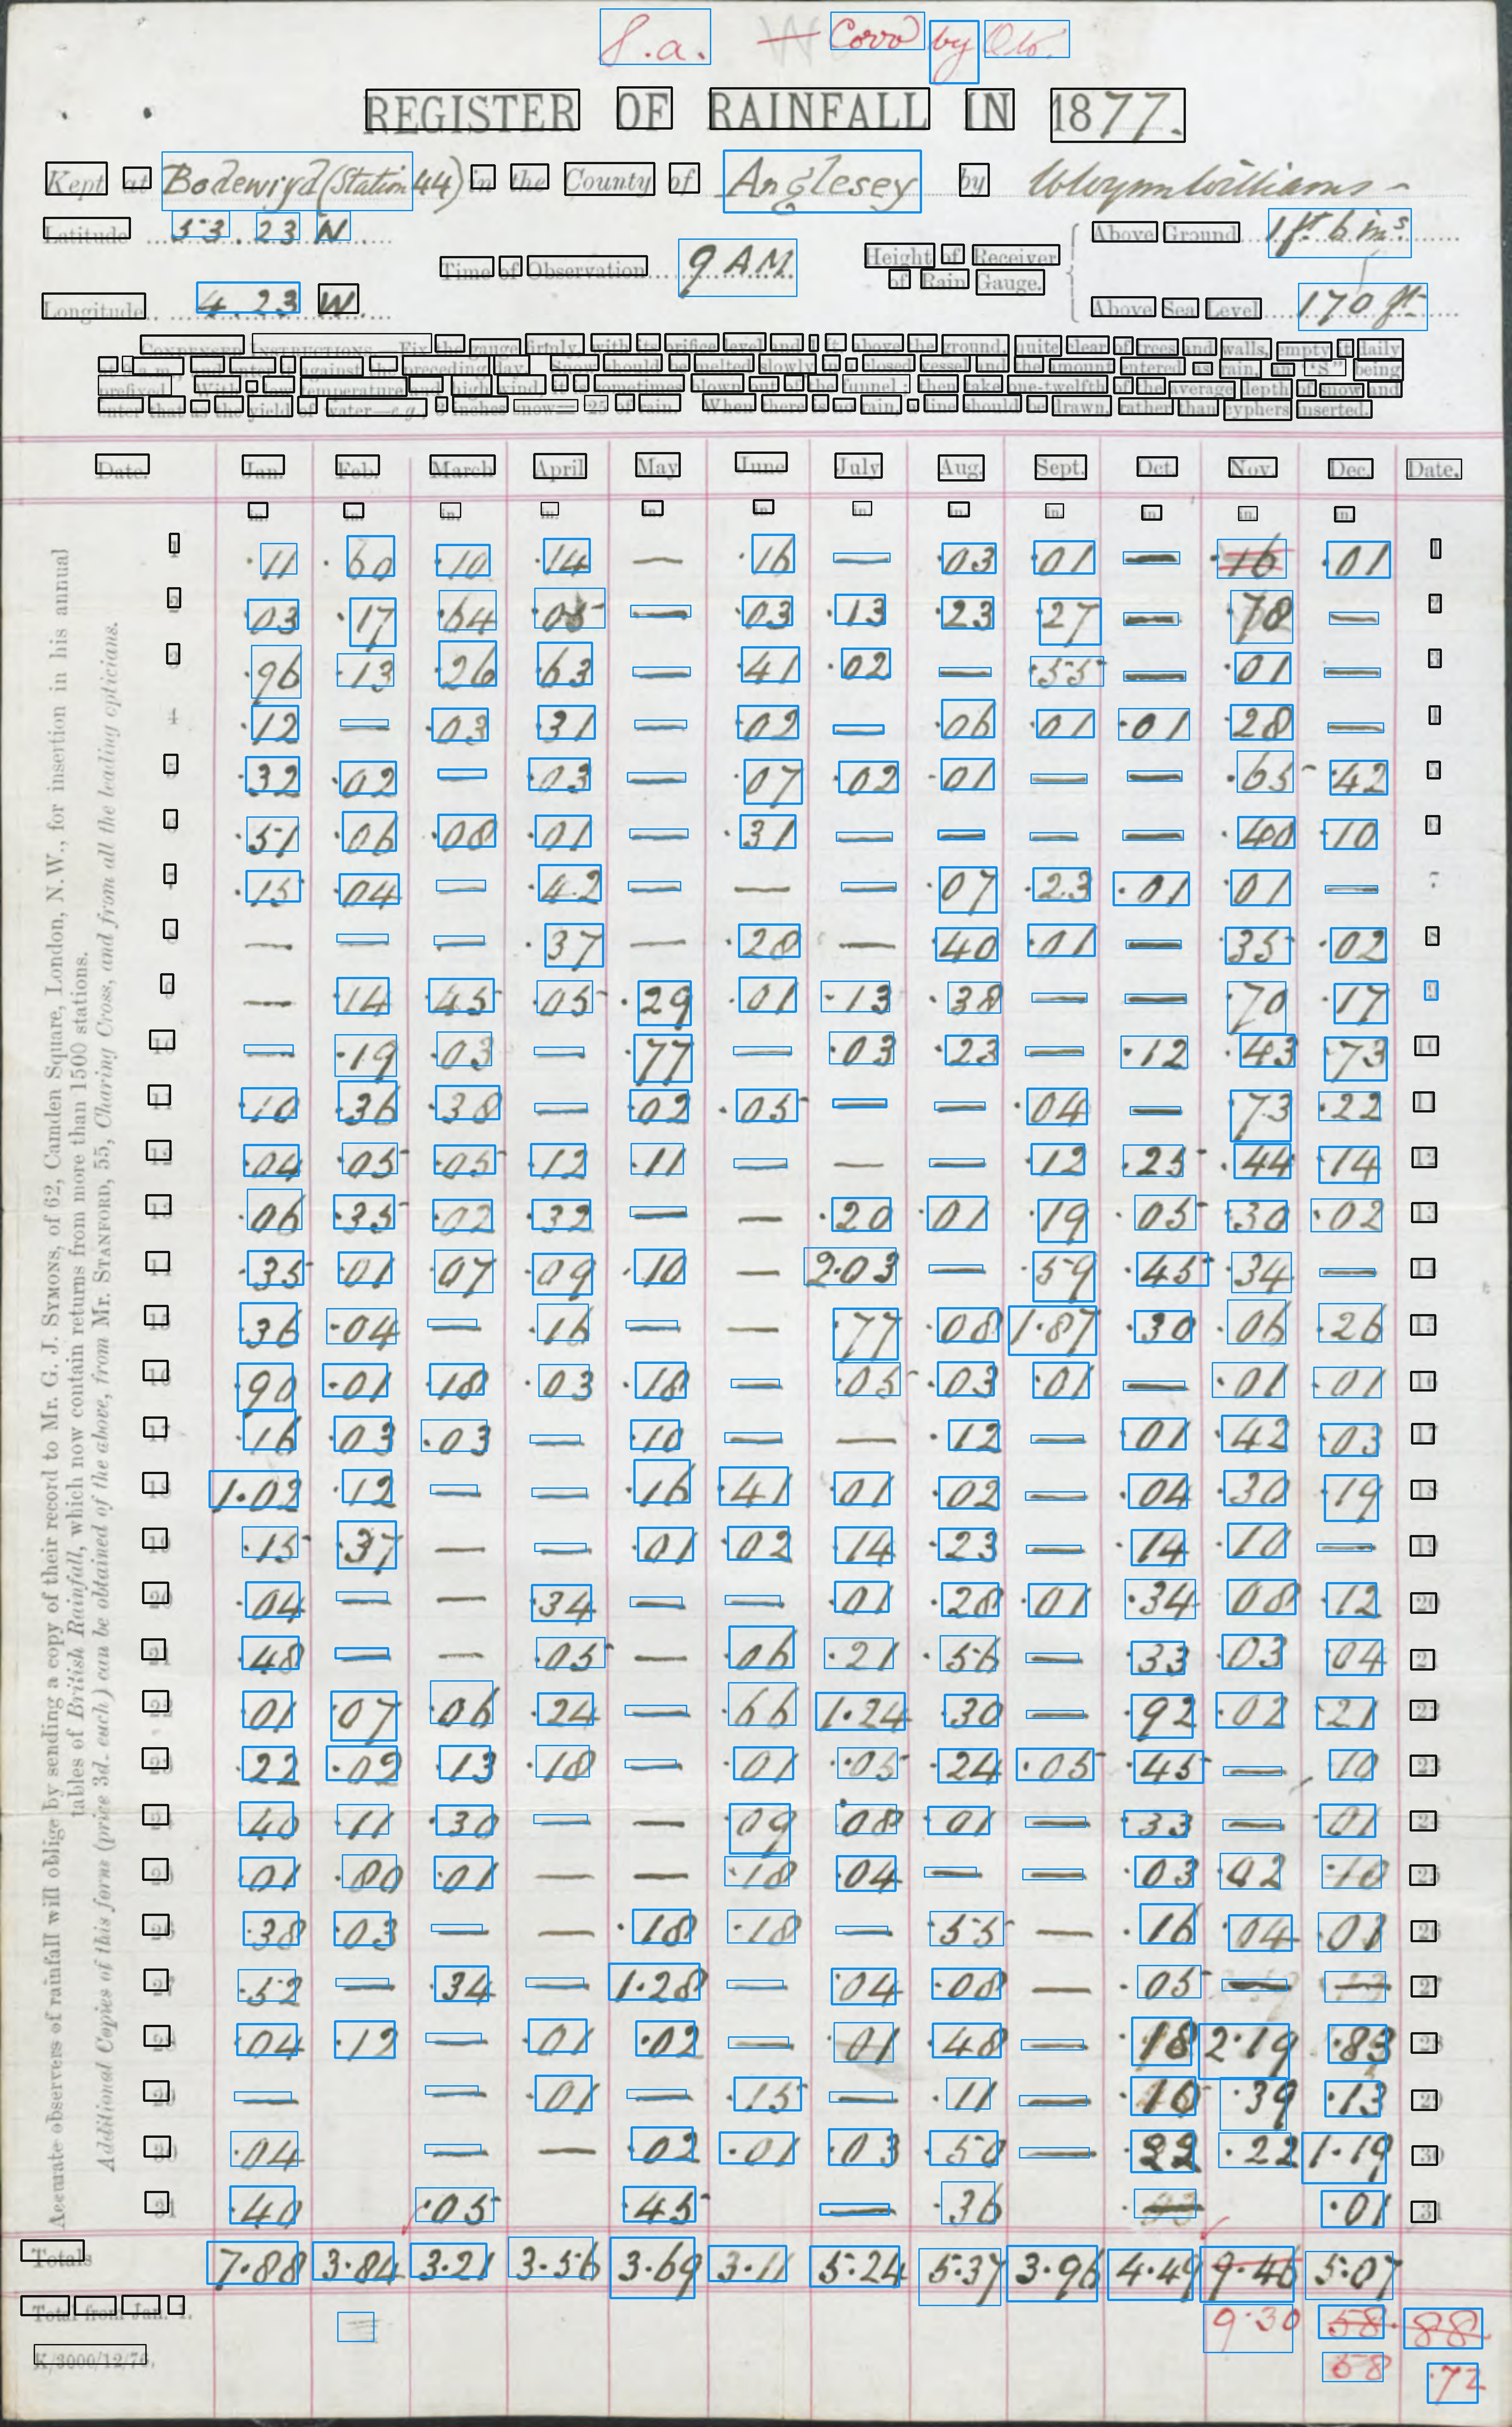 S.a. — Corr by Oto.
REGISTER OF RAINFALL IN 1877.
Kept at Bodewryd (Station 44) in the County of Anglesey by W Wynn Williams -
Latitude 53.23 N Above Ground 1 ft 6 ins
Time of Observation 9 AM Height of Receiver of Rain Gauge.
Longitude 4.23 W Above Sea Level 170 ft
CONDENSED INSTRUCTIONS—Fix the gauge firmly, with its orifice level and 1 ft. above the ground, quite clear of trees and walls, empty it daily
at 9 a.m., and enter it against the preceding day. Snow should be melted slowly in a closed vessel and the amount entered as rain, an "S" being
prefixed. With a low temperature and high wind, it is sometimes blown out of the funnel; then take one-twelfth of the average depth of snow and
enter that as the yield of water—e.g., 3 inches snow=·25 of rain. When there is no rain, a line should be drawn, rather than cyphers inserted.
Date. Jan. Feb. March April May June July Aug. Sept. Oct. Nov. Dec. Date.
in. in. in. in. in. in. in. in. in. in. in. in.
1 .11 .60 .10 .14 — .16 — .03 .01 — .16 .01 1
2 .03 .17 .64 .05 — .03 .13 .23 .27 — .78 — 2
3 .96 .13 .26 .63 — .41 .02 — .55 — .01 — 3
4 .12 — .03 .31 — .02 — .06 .01 .01 .28 — 4
5 .32 .02 — .03 — .07 .02 .01 — — .65 .42 5
6 .51 .06 .08 .01 — .31 — — — — .40 .10 6
7 .15 .04 — .42 — — — .07 .23 .01 .01 — 7
8 — — — .37 — .28 — .40 .01 — .35 .02 8
9 — .14 .45 .05 .29 .01 .13 .38 — — .70 .17 9
10 — .19 .03 — .77 — .03 .23 — .12 .43 .73 10
11 .10 .36 .38 — .02 .05 — — .04 — .73 .22 11
12 .04 .05 .05 .12 .11 — — — .12 .25 .44 .14 12
13 .06 .35 .02 .32 — — .20 .01 .19 .05 .30 .02 13
14 .35 .01 .07 .09 .10 — 2.03 — .59 .45 .34 — 14
15 .36 .04 — .16 — — .77 .08 1.87 .30 .06 .26 15
16 .90 .01 .18 .03 .18 — .05 .03 .01 — .01 .01 16
17 .16 .03 .03 — .10 — — .12 — .01 .42 .03 17
18 1.02 .12 — — .16 .41 .01 .02 — .04 .30 .19 18
19 .15 .37 — — .01 .02 .14 .23 — .14 .10 — 19
20 .04 — — .34 — — .01 .28 .01 .34 .08 .12 20
21 .48 — — .05 — .06 .21 .56 — .33 .03 .04 21
22 .01 .07 .06 .24 — .66 1.24 .30 — .92 .02 .21 22
23 .22 .02 .13 .18 — .01 .05 .24 .05 .45 — .10 23
24 .40 .11 .30 — — .09 .08 .01 — .33 — .01 24
25 .01 .80 .01 — — .18 .04 — — .03 .02 .10 25
26 .38 .03 — — .18 .18 — .55 — .16 .04 .01 26
27 .52 — .34 — 1.28 — .04 .08 — .05 — — 27
28 .04 .12 — .01 .02 — .01 .48 — .18 2.19 .83 28
29 — — .01 — .15 — .11 — .10 .39 .13 29
30 .04 — — .02 .01 .03 .50 — .22 .22 1.19 30
31 .40 .05 .45 — .36 .01 31
Totals 7.88 3.84 3.21 3.56 3.69 3.11 5.24 5.37 3.96 4.49 9.46 5.07
Total from Jan. 1. 9.30 58. 88
K/3000/12/76. 58 .72
Accurate observers of rainfall will oblige by sending a copy of their record to Mr. G. J. SYMONS, of 62, Camden Square, London, N.W., for insertion in his annual
tables of British Rainfall, which now contain returns from more than 1500 stations.
Additional Copies of this form (price 3d. each) can be obtained of the above, from Mr. STANFORD, 55, Charing Cross, and from all the leading opticians.